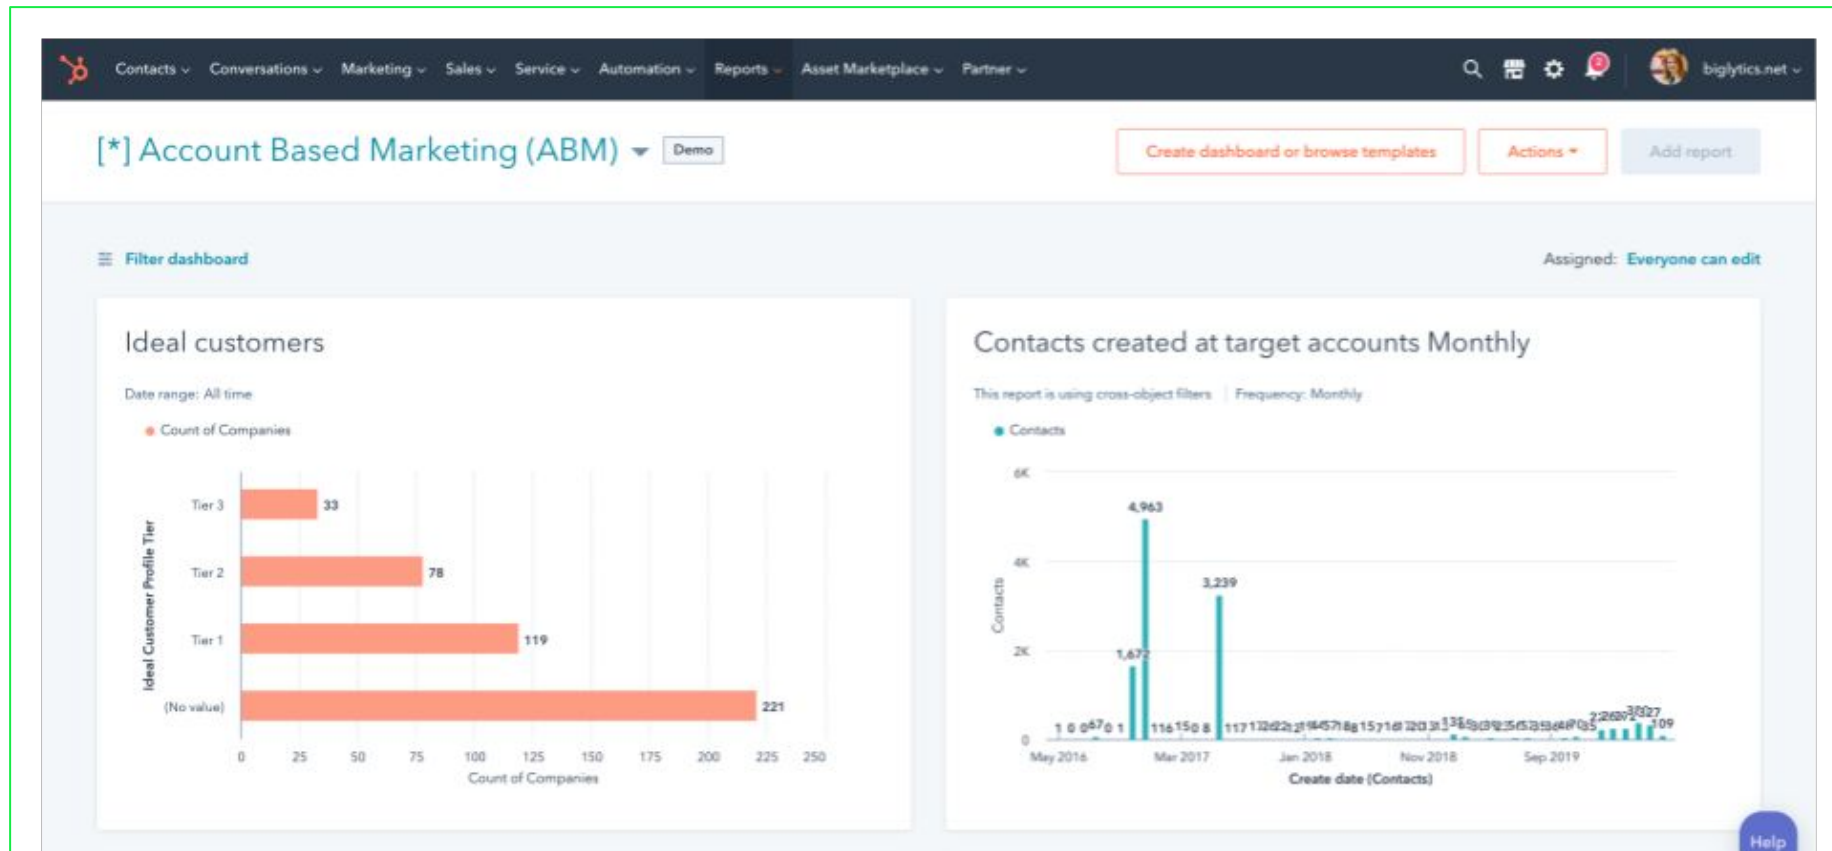 Contacts Conversations Marketing Sales Service Automation Reports Asset Marketplace Partner biglytics.net
[*] Account Based Marketing (ABM) Demo Create dashboard or browse templates Actions Add report
Filter dashboard Assigned: Everyone can edit
Ideal customers
Date range: All time
Count of Companies
Ideal Customer Profile Tier
Tier 3 33
Tier 2 78
Tier 1 119
(No value) 221
0 25 50 75 100 125 150 175 200 225 250
Count of Companies
Contacts created at target accounts Monthly
This report is using cross-object filters Frequency: Monthly
Contacts
6K
4,963
4K
3,239
Contacts
2K
1,672
0
109
May 2016 Mar 2017 Jan 2018 Nov 2018 Sep 2019
Create date (Contacts)
Help